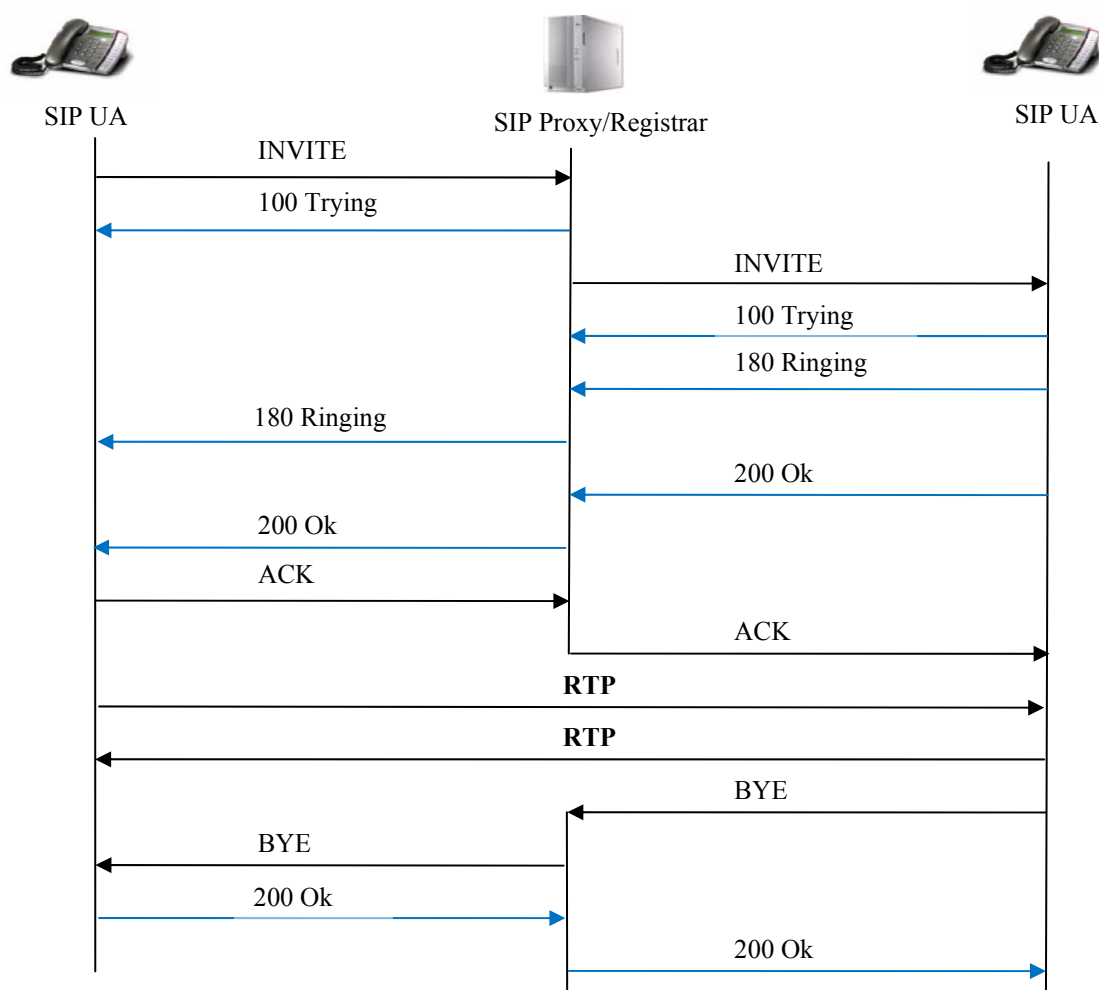 SIP UA
SIP Proxy/Registrar
SIP UA
INVITE
100 Trying
INVITE
100 Trying
180 Ringing
180 Ringing
200 Ok
200 Ok
ACK
ACK
RTP
RTP
BYE
BYE
200 Ok
200 Ok